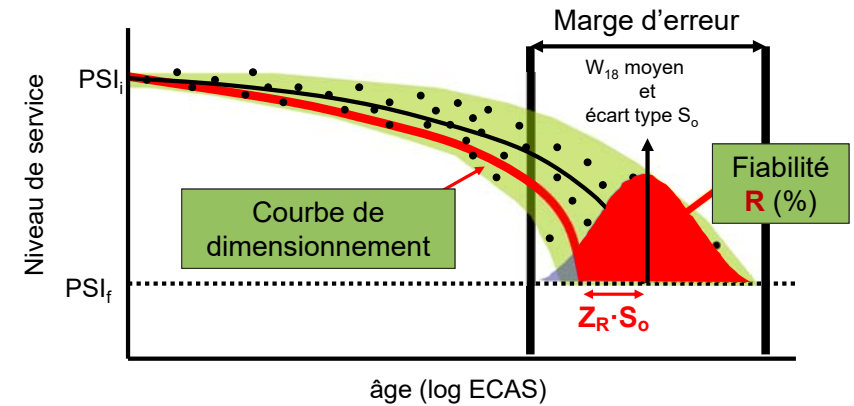 Marge d'erreur
W18 moyen
et
écart type So
PSIi
Niveau de service
Fiabilité
R (%)
Courbe de
dimensionnement
PSIf
ZR·So
âge (log ECAS)